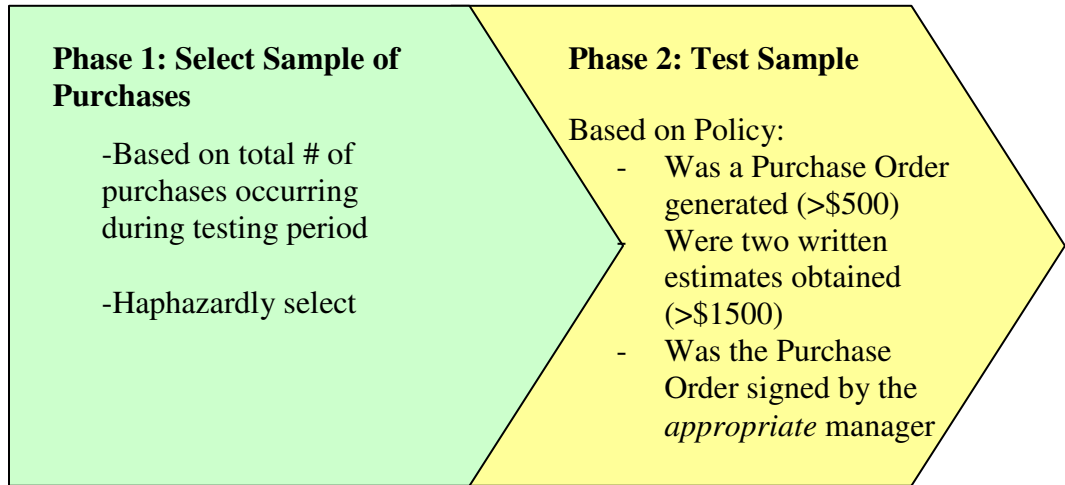 Phase 1: Select Sample of
Purchases
-Based on total # of
purchases occurring
during testing period
-Haphazardly select
Phase 2: Test Sample
Based on Policy:
- Was a Purchase Order
generated (>$500)
- Were two written
estimates obtained
(>$1500)
- Was the Purchase
Order signed by the
appropriate manager